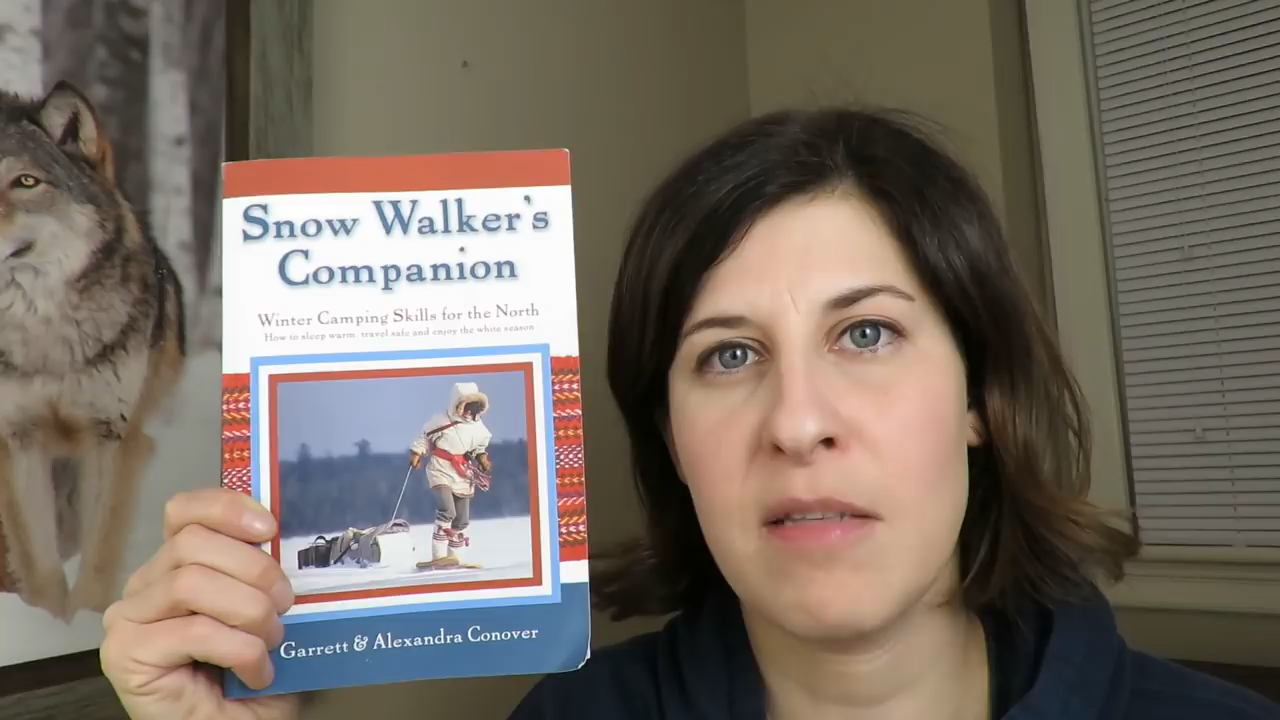 Snow Walker's
Companion
Winter Camping Skills for the North
How to sleep warm, travel safe and enjoy the white season
Garrett & Alexandra Conover